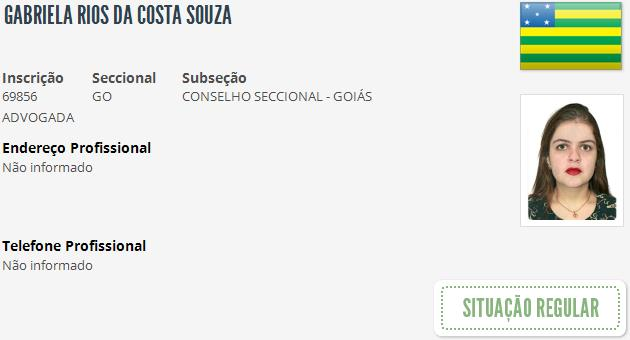 GABRIELA RIOS DA COSTA SOUZA
Inscrição Seccional Subseção
69856 GO CONSELHO SECCIONAL - GOIÁS
ADVOGADA
Endereço Profissional
Não informado
Telefone Profissional
Não informado
SITUAÇÃO REGULAR